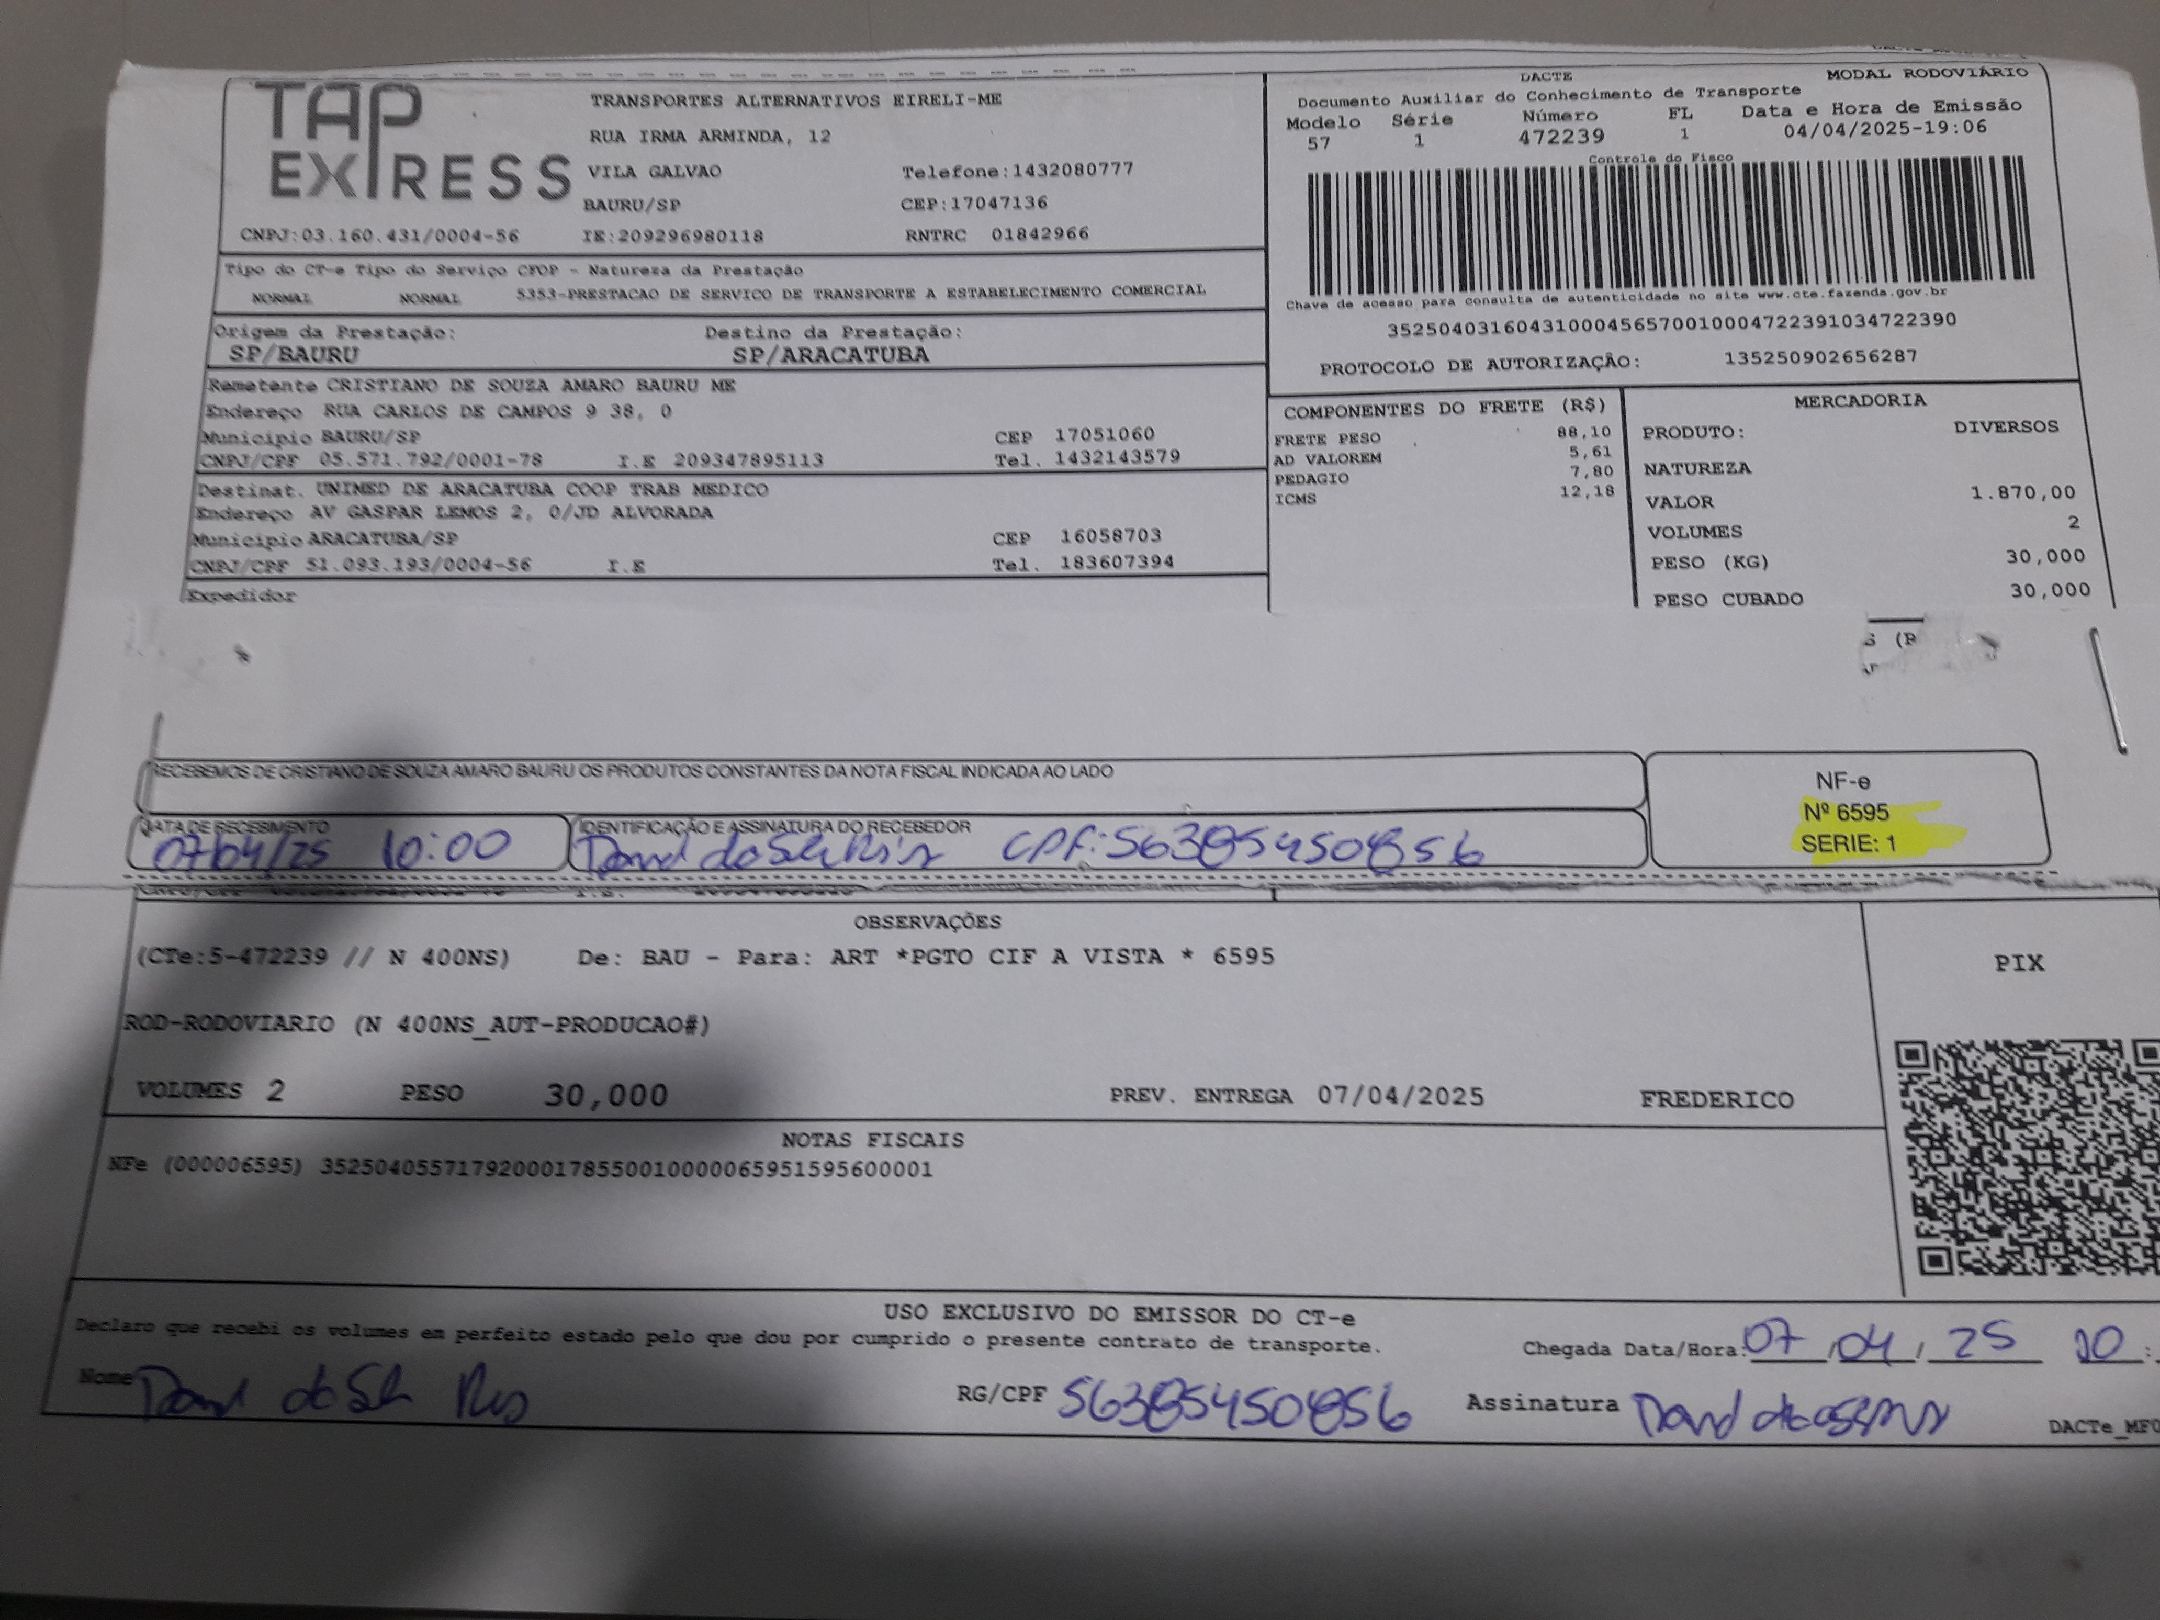 TAP EXPRESS
TRANSPORTES ALTERNATIVOS EIRELI-ME
RUA IRMA ARMINDA, 12
VILA GALVAO Telefone:1432080777
BAURU/SP CEP:17047136
CNPJ:03.160.431/0004-56 IE:209296980118 RNTRC 01842966
DACTE MODAL RODOVIÁRIO
Documento Auxiliar do Conhecimento de Transporte
Modelo Série Número FL Data e Hora de Emissão
57 1 472239 1 04/04/2025-19:06
Controle do Fisco
Chave de acesso para consulta de autenticidade no site www.cte.fazenda.gov.br
35250403160431000456570010004722391034722390
PROTOCOLO DE AUTORIZAÇÃO: 135250902656287
Tipo do CT-e Tipo do Serviço CFOP - Natureza da Prestação
NORMAL NORMAL 5353-PRESTACAO DE SERVICO DE TRANSPORTE A ESTABELECIMENTO COMERCIAL
Origem da Prestação: Destino da Prestação:
SP/BAURU SP/ARACATUBA
Remetente CRISTIANO DE SOUZA AMARO BAURU ME
Endereço RUA CARLOS DE CAMPOS 9 38, 0
Municipio BAURU/SP CEP 17051060
CNPJ/CPF 05.571.792/0001-78 I.E 209347895113 Tel. 1432143579
Destinat. UNIMED DE ARACATUBA COOP TRAB MEDICO
Endereço AV GASPAR LEMOS 2, 0/JD ALVORADA
Municipio ARACATUBA/SP CEP 16058703
CNPJ/CPF 51.093.193/0004-56 I.E Tel. 183607394
Expedidor
COMPONENTES DO FRETE (R$)
FRETE PESO 88,10
AD VALOREM 5,61
PEDAGIO 7,80
ICMS 12,18
MERCADORIA
PRODUTO: DIVERSOS
NATUREZA
VALOR 1.870,00
VOLUMES 2
PESO (KG) 30,000
PESO CUBADO 30,000
RECEBEMOS DE CRISTIANO DE SOUZA AMARO BAURU OS PRODUTOS CONSTANTES DA NOTA FISCAL INDICADA AO LADO
NF-e
Nº 6595
SERIE: 1
DATA DE RECEBIMENTO IDENTIFICAÇÃO E ASSINATURA DO RECEBEDOR
07/04/25 10:00 CPF: 56385450856
OBSERVAÇÕES
(CTe:5-472239 // N 400NS) De: BAU - Para: ART *PGTO CIF A VISTA * 6595
PIX
ROD-RODOVIARIO (N 400NS_AUT-PRODUCAO#)
VOLUMES 2 PESO 30,000 PREV. ENTREGA 07/04/2025 FREDERICO
NOTAS FISCAIS
NFe (000006595) 35250405571792000178550010000065951595600001
USO EXCLUSIVO DO EMISSOR DO CT-e
Declaro que recebi os volumes em perfeito estado pelo que dou por cumprido o presente contrato de transporte.
Chegada Data/Hora: 07/04/25 10:
Nome RG/CPF 56385450856 Assinatura
DACTe_MF0